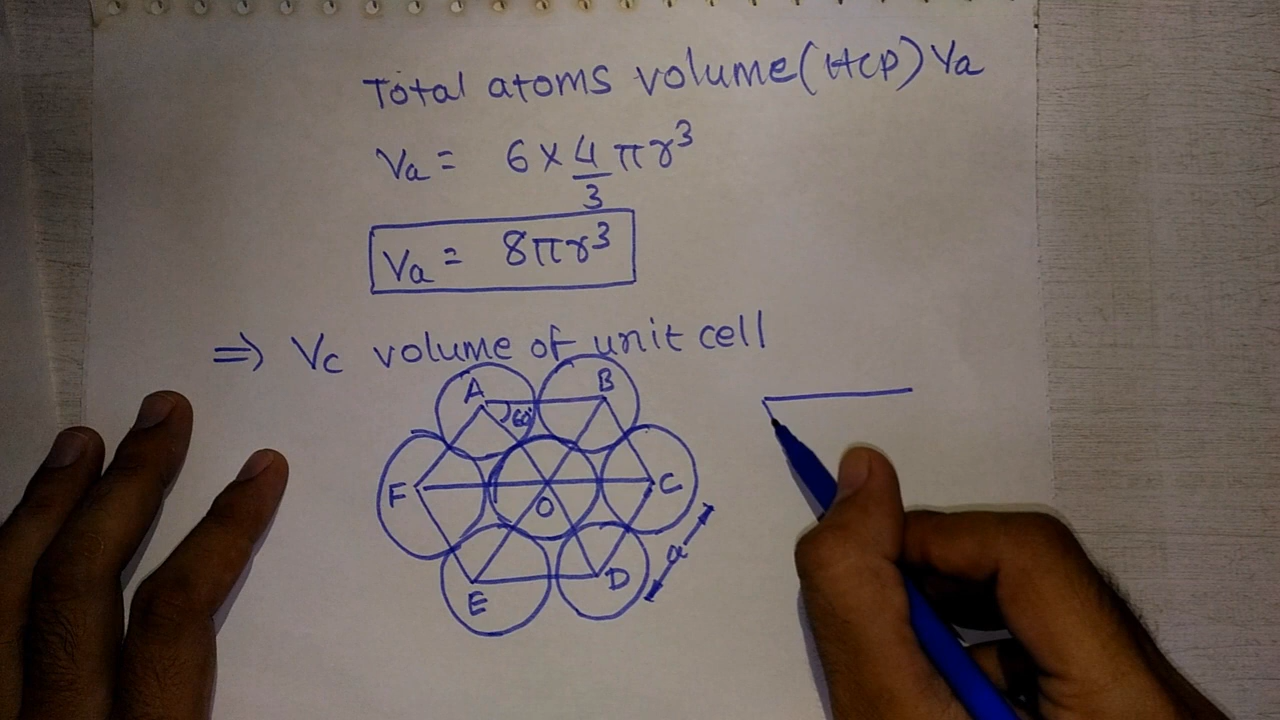 Total atoms volume (HCP) Va
Va = 6 × 4/3 πr³
Va = 8πr³
⇒ Vc volume of unit cell
A B
60°
F O C
a
E D